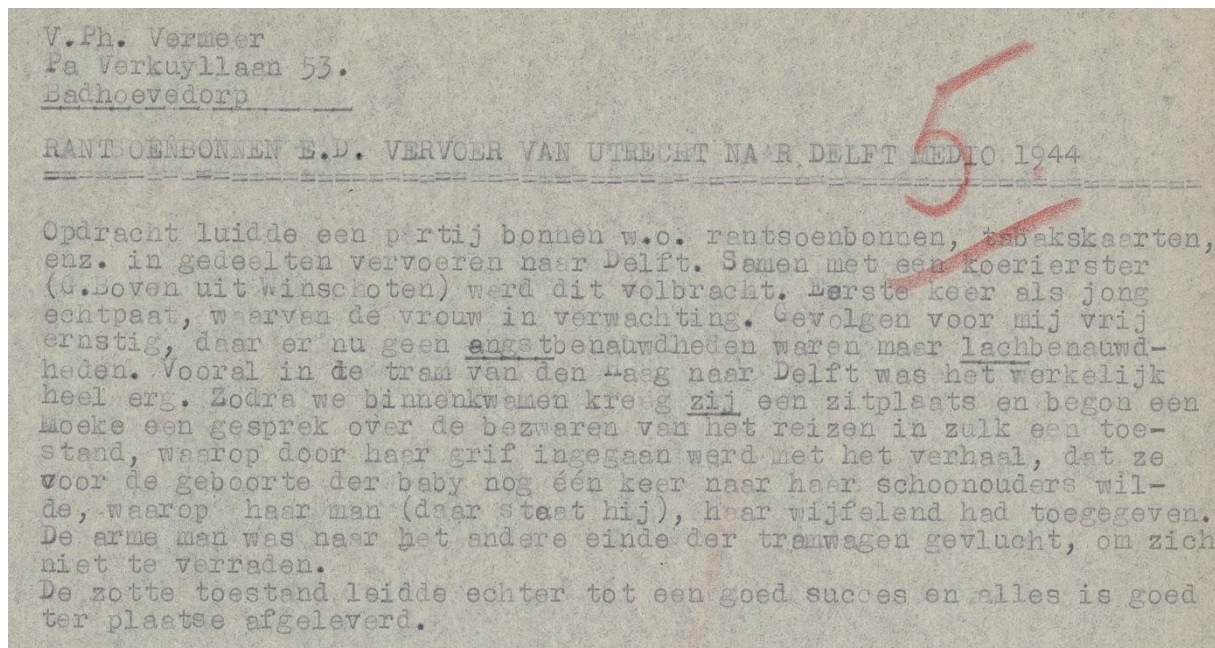 V.Ph. Vermeer
Pa Verkuyllaan 53.
Badhoevedorp
RANTSOENBONNEN E.D. VERVOER VAN UTRECHT NAAR DELFT MEDIO 1944
5
Opdracht luidde een partij bonnen w.o. rantsoenbonnen, tabakskaarten,
enz. in gedeelten vervoeren naar Delft. Samen met een koerierster
(G.Boven uit Winschoten) werd dit volbracht. Eerste keer als jong
echtpaat, waarvan de vrouw in verwachting. Gevolgen voor mij vrij
ernstig, daar er nu geen angstbenauwdheden waren maar lachbenauwd-
heden. Vooral in de tram van den Haag naar Delft was het werkelijk
heel erg. Zodra we binnenkwamen kreeg zij een zitplaats en begon een
Moeke een gesprek over de bezwaren van het reizen in zulk een toe-
stand, waarop door haar grif ingegaan werd met het verhaal, dat ze
voor de geboorte der baby nog één keer naar haar schoonouders wil-
de, waarop haar man (daar staat hij), haar wijfelend had toegegeven.
De arme man was naar het andere einde der tramwagen gevlucht, om zich
niet te verraden.
De zotte toestand leidde echter tot een goed succes en alles is goed
ter plaatse afgeleverd.